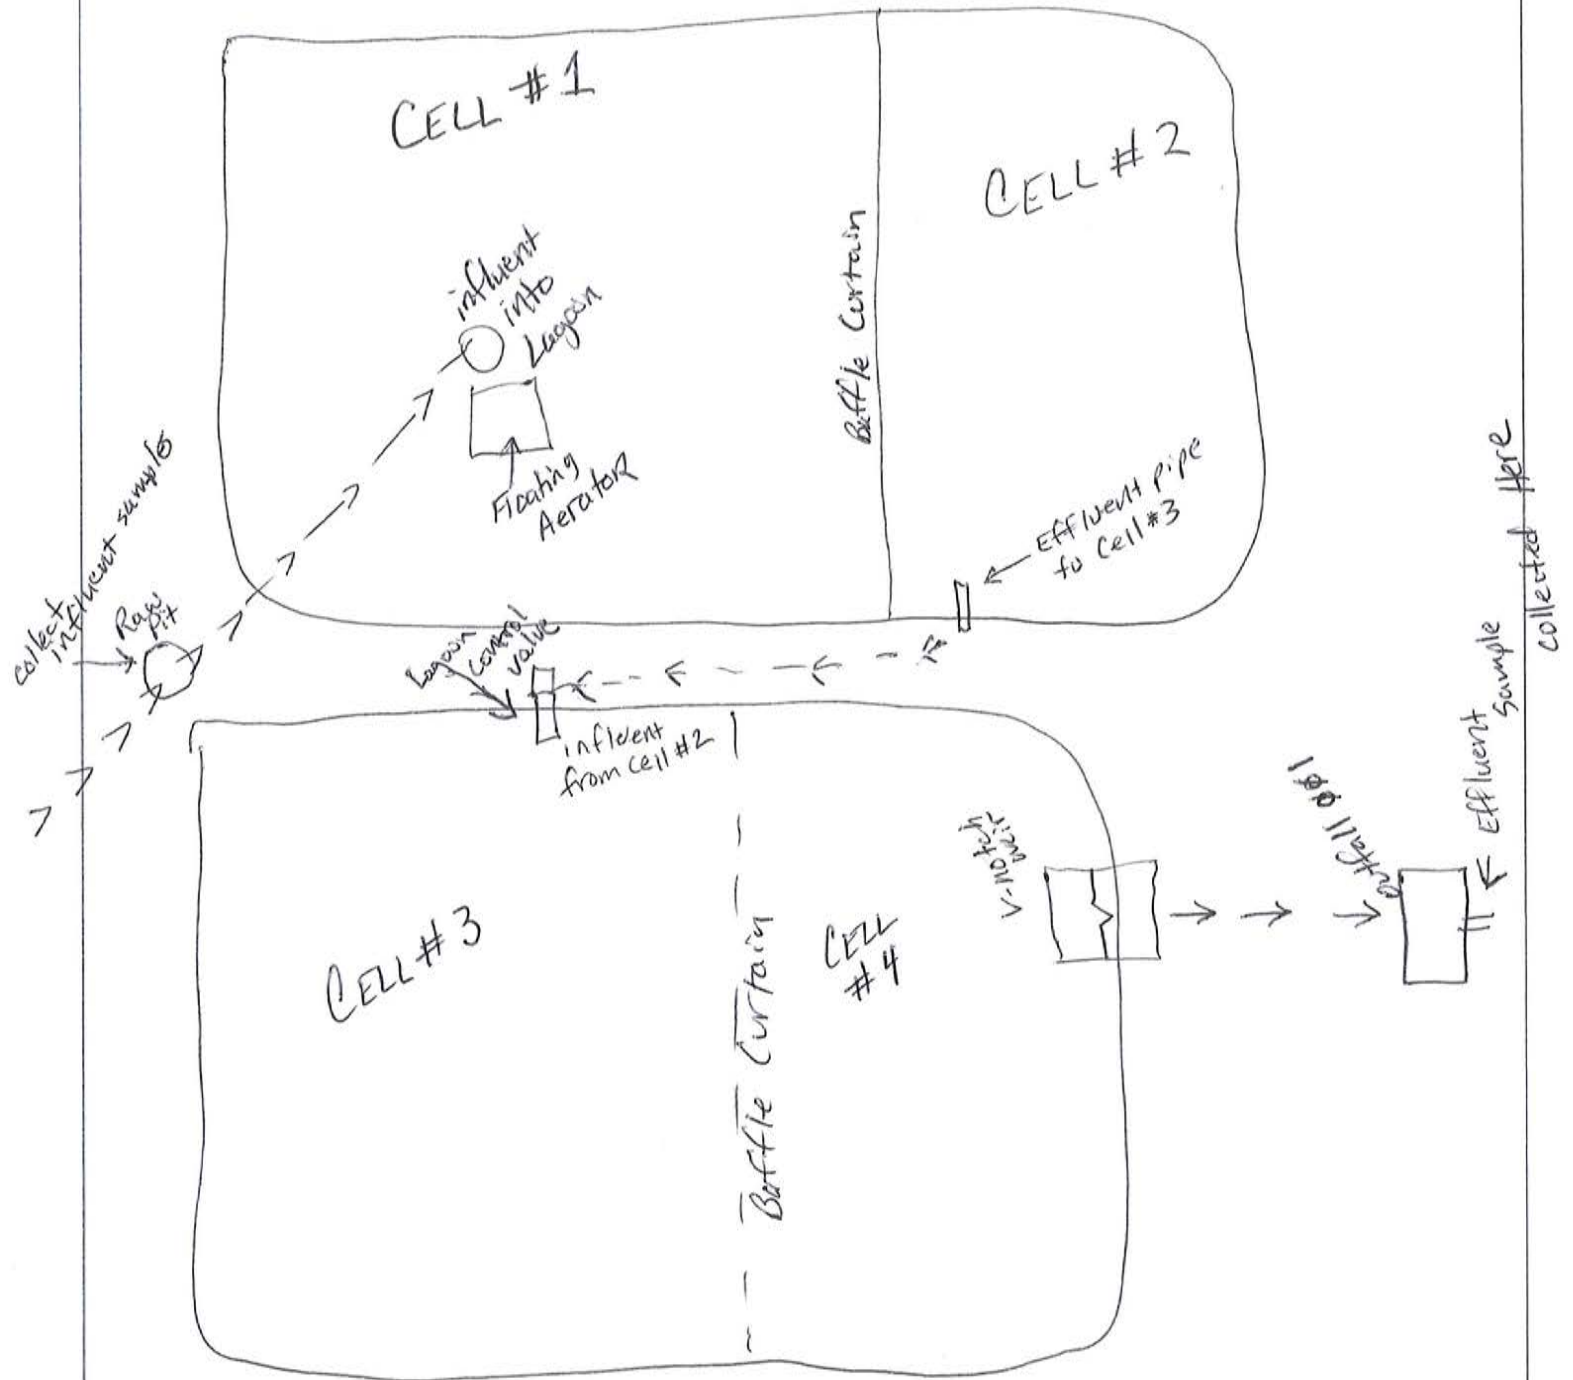 CELL #1
CELL #2
influent
into
Lagoon
Baffle Curtain
Floating
Aerator
Effluent pipe
to Cell #3
collect
influent sample
Raw
Pit
Lagoon
control
valve
influent
from cell #2
CELL #3
Baffle Curtain
CELL
#4
V-notch
weir
outfall 001
Effluent
Sample
Collected Here